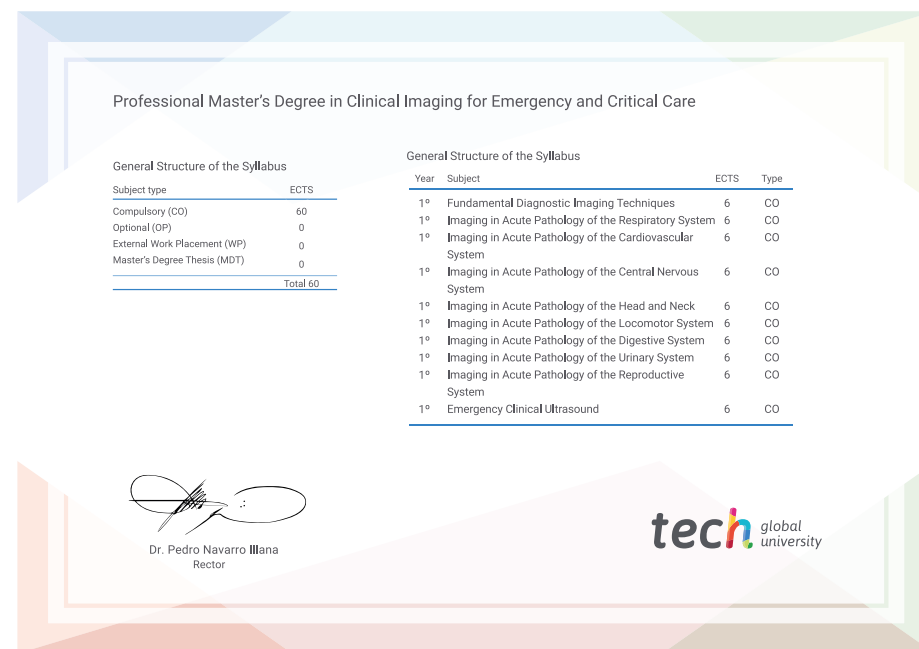 Professional Master's Degree in Clinical Imaging for Emergency and Critical Care
General Structure of the Syllabus
Subject type ECTS
Compulsory (CO) 60
Optional (OP) 0
External Work Placement (WP) 0
Master's Degree Thesis (MDT) 0
Total 60
General Structure of the Syllabus
Year Subject ECTS Type
1º Fundamental Diagnostic Imaging Techniques 6 CO
1º Imaging in Acute Pathology of the Respiratory System 6 CO
1º Imaging in Acute Pathology of the Cardiovascular 6 CO
System
1º Imaging in Acute Pathology of the Central Nervous 6 CO
System
1º Imaging in Acute Pathology of the Head and Neck 6 CO
1º Imaging in Acute Pathology of the Locomotor System 6 CO
1º Imaging in Acute Pathology of the Digestive System 6 CO
1º Imaging in Acute Pathology of the Urinary System 6 CO
1º Imaging in Acute Pathology of the Reproductive 6 CO
System
1º Emergency Clinical Ultrasound 6 CO
Dr. Pedro Navarro Illana
Rector
tech global
university